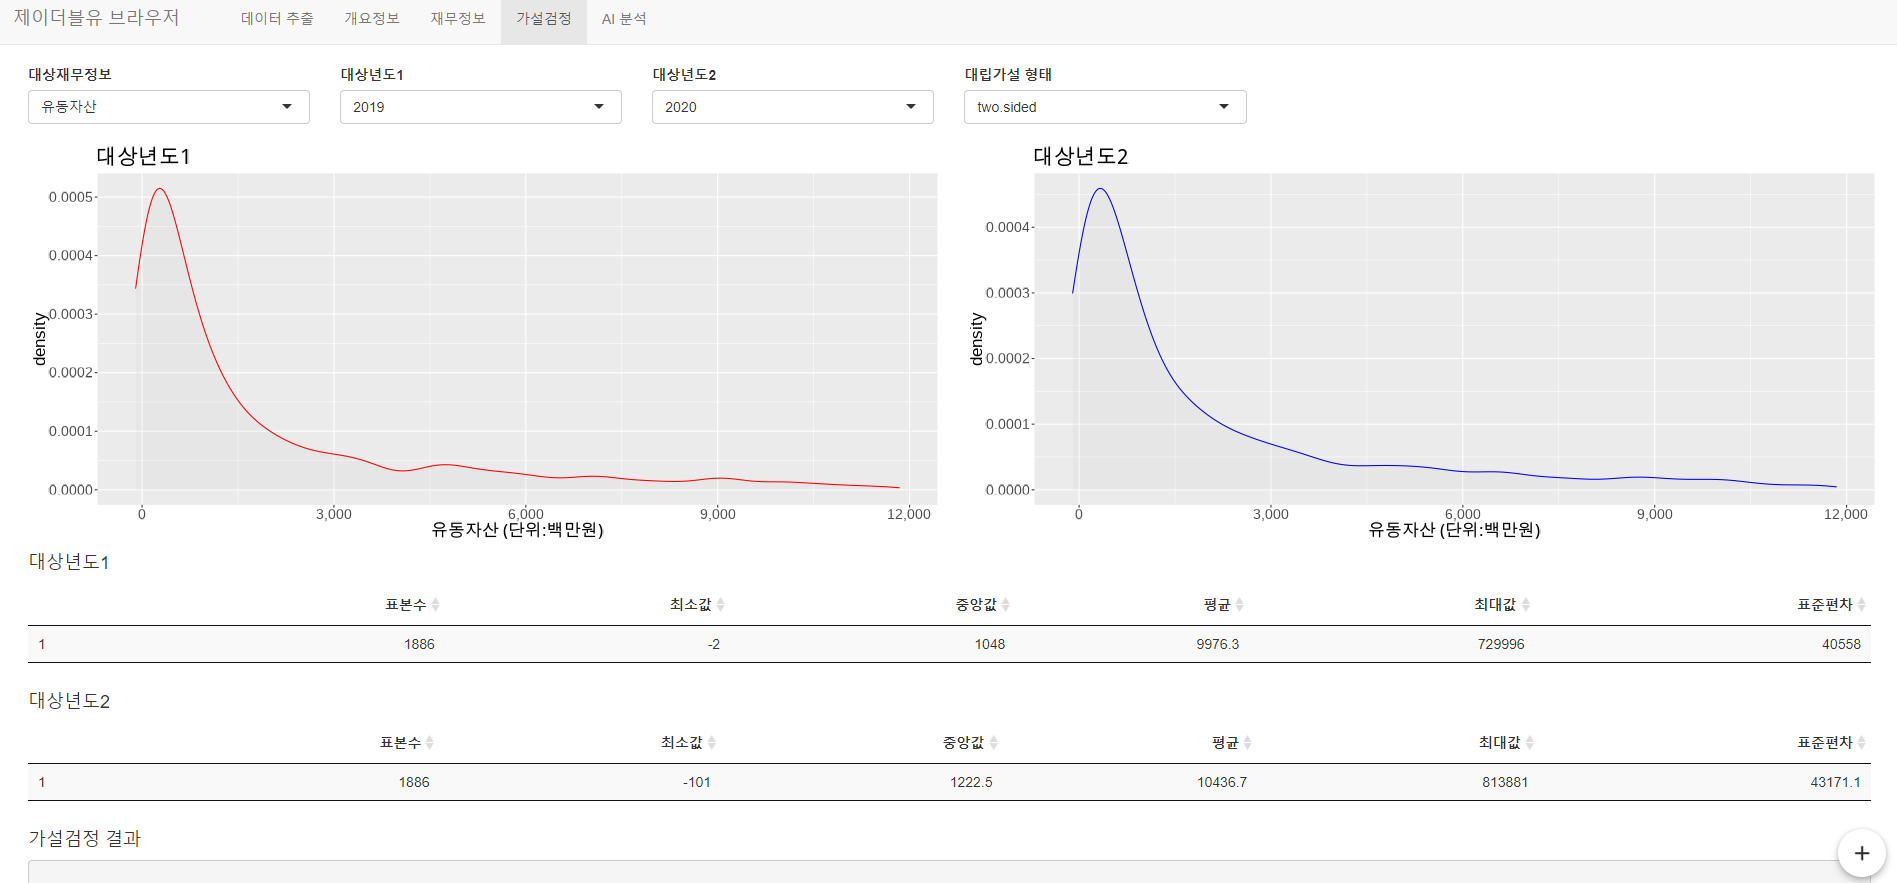 제이더블유 브라우저 데이터 추출 개요정보 재무정보 가설검정 AI 분석
대상재무정보 대상년도1 대상년도2 대립가설 형태
유동자산 2019 2020 two.sided
대상년도1
0.0005
0.0004
0.0003
0.0002
0.0001
0.0000
density
0 3,000 6,000 9,000 12,000
유동자산 (단위:백만원)
대상년도2
0.0004
0.0003
0.0002
0.0001
0.0000
density
0 3,000 6,000 9,000 12,000
유동자산 (단위:백만원)
대상년도1
표본수 최소값 중앙값 평균 최대값 표준편차
1 1886 -2 1048 9976.3 729996 40558
대상년도2
표본수 최소값 중앙값 평균 최대값 표준편차
1 1886 -101 1222.5 10436.7 813881 43171.1
가설검정 결과